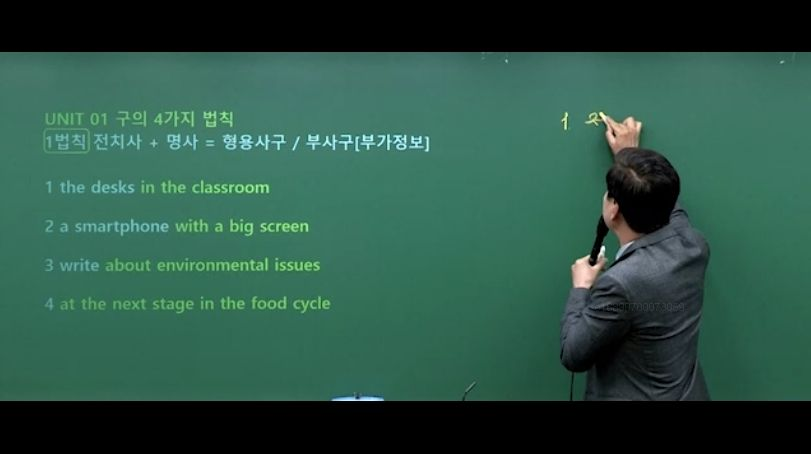 UNIT 01 구의 4가지 법칙
1법칙 전치사 + 명사 = 형용사구 / 부사구[부가정보]
1 the desks in the classroom
2 a smartphone with a big screen
3 write about environmental issues
4 at the next stage in the food cycle
1